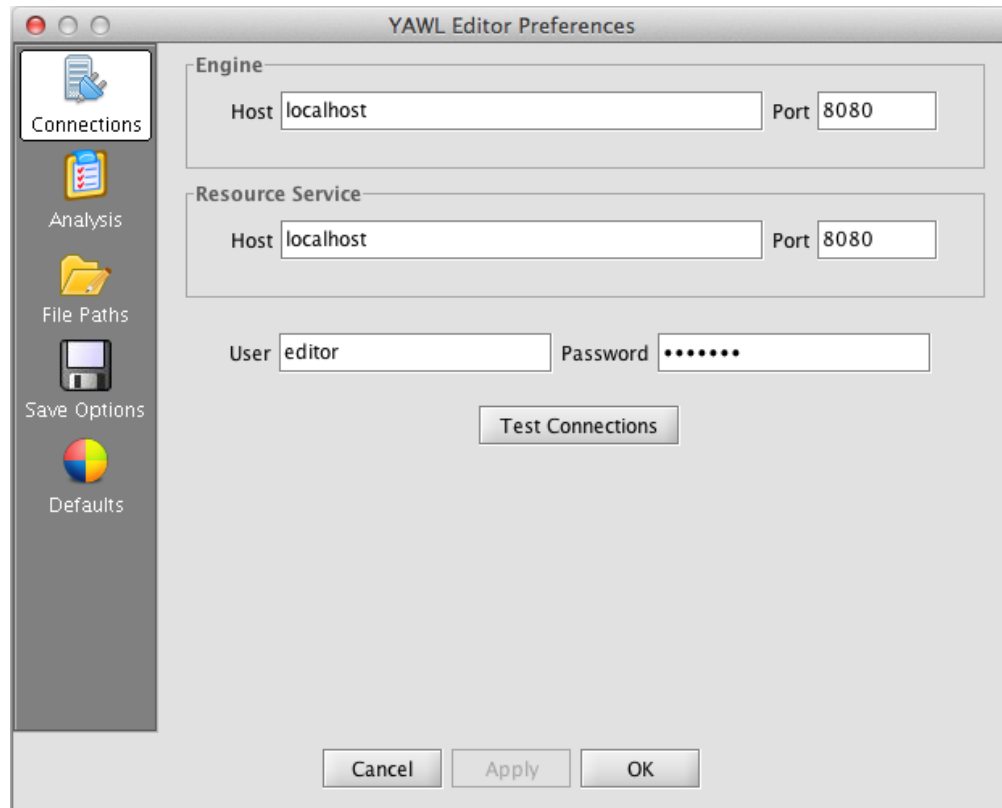 YAWL Editor Preferences
Connections
Analysis
File Paths
Save Options
Defaults
Engine
Host localhost Port 8080
Resource Service
Host localhost Port 8080
User editor Password •••••••
Test Connections
Cancel Apply OK